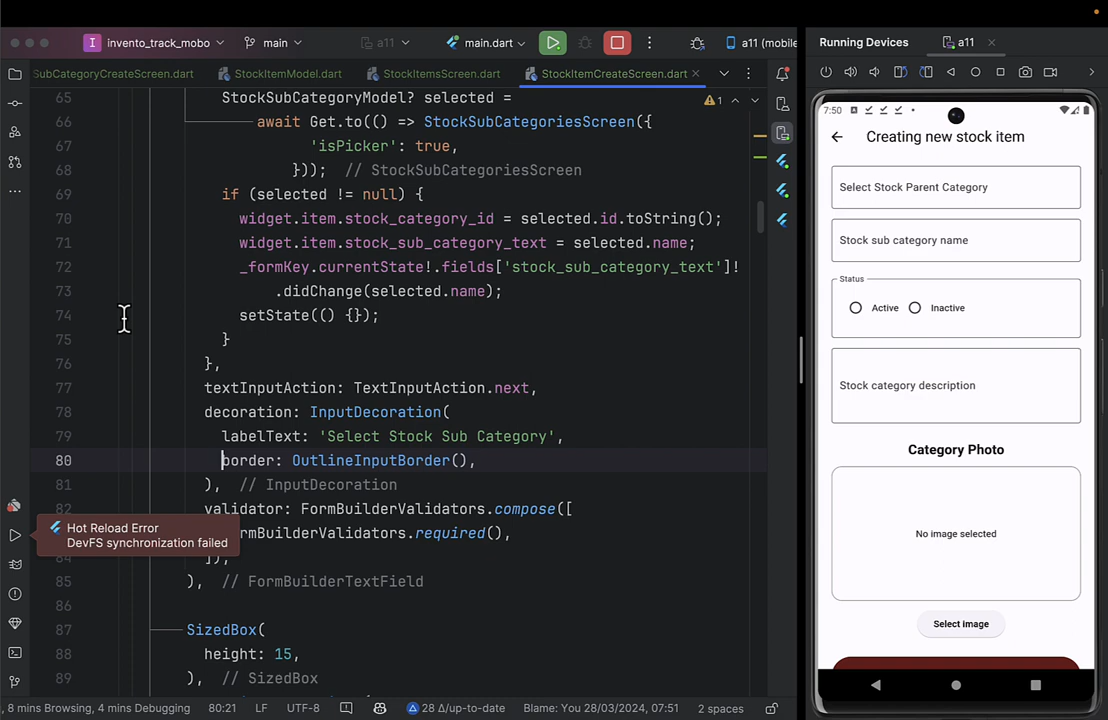 invento_track_mobo
main
a11
main.dart
a11 (mobile
Running Devices
a11
SubCategoryCreateScreen.dart
StockItemModel.dart
StockItemsScreen.dart
StockItemCreateScreen.dart
65 StockSubCategoryModel? selected =
66 await Get.to(() => StockSubCategoriesScreen({
67 'isPicker': true,
68 })); // StockSubCategoriesScreen
69 if (selected != null) {
70 widget.item.stock_category_id = selected.id.toString();
71 widget.item.stock_sub_category_text = selected.name;
72 _formKey.currentState!.fields['stock_sub_category_text']!
73 .didChange(selected.name);
74 setState(() {});
75 }
76 },
77 textInputAction: TextInputAction.next,
78 decoration: InputDecoration(
79 labelText: 'Select Stock Sub Category',
80 border: OutlineInputBorder(),
81 ), // InputDecoration
82 validator: FormBuilderValidators.compose([
ormBuilderValidators.required(),
84 ]),
85 ), // FormBuilderTextField
86
87 SizedBox(
88 height: 15,
89 ), // SizedBox
1
Hot Reload Error
DevFS synchronization failed
7:50
Creating new stock item
Select Stock Parent Category
Stock sub category name
Status
Active Inactive
Stock category description
Category Photo
No image selected
Select image
, 8 mins Browsing, 4 mins Debugging
80:21
LF
UTF-8
28 Δ/up-to-date
Blame: You 28/03/2024, 07:51
2 spaces